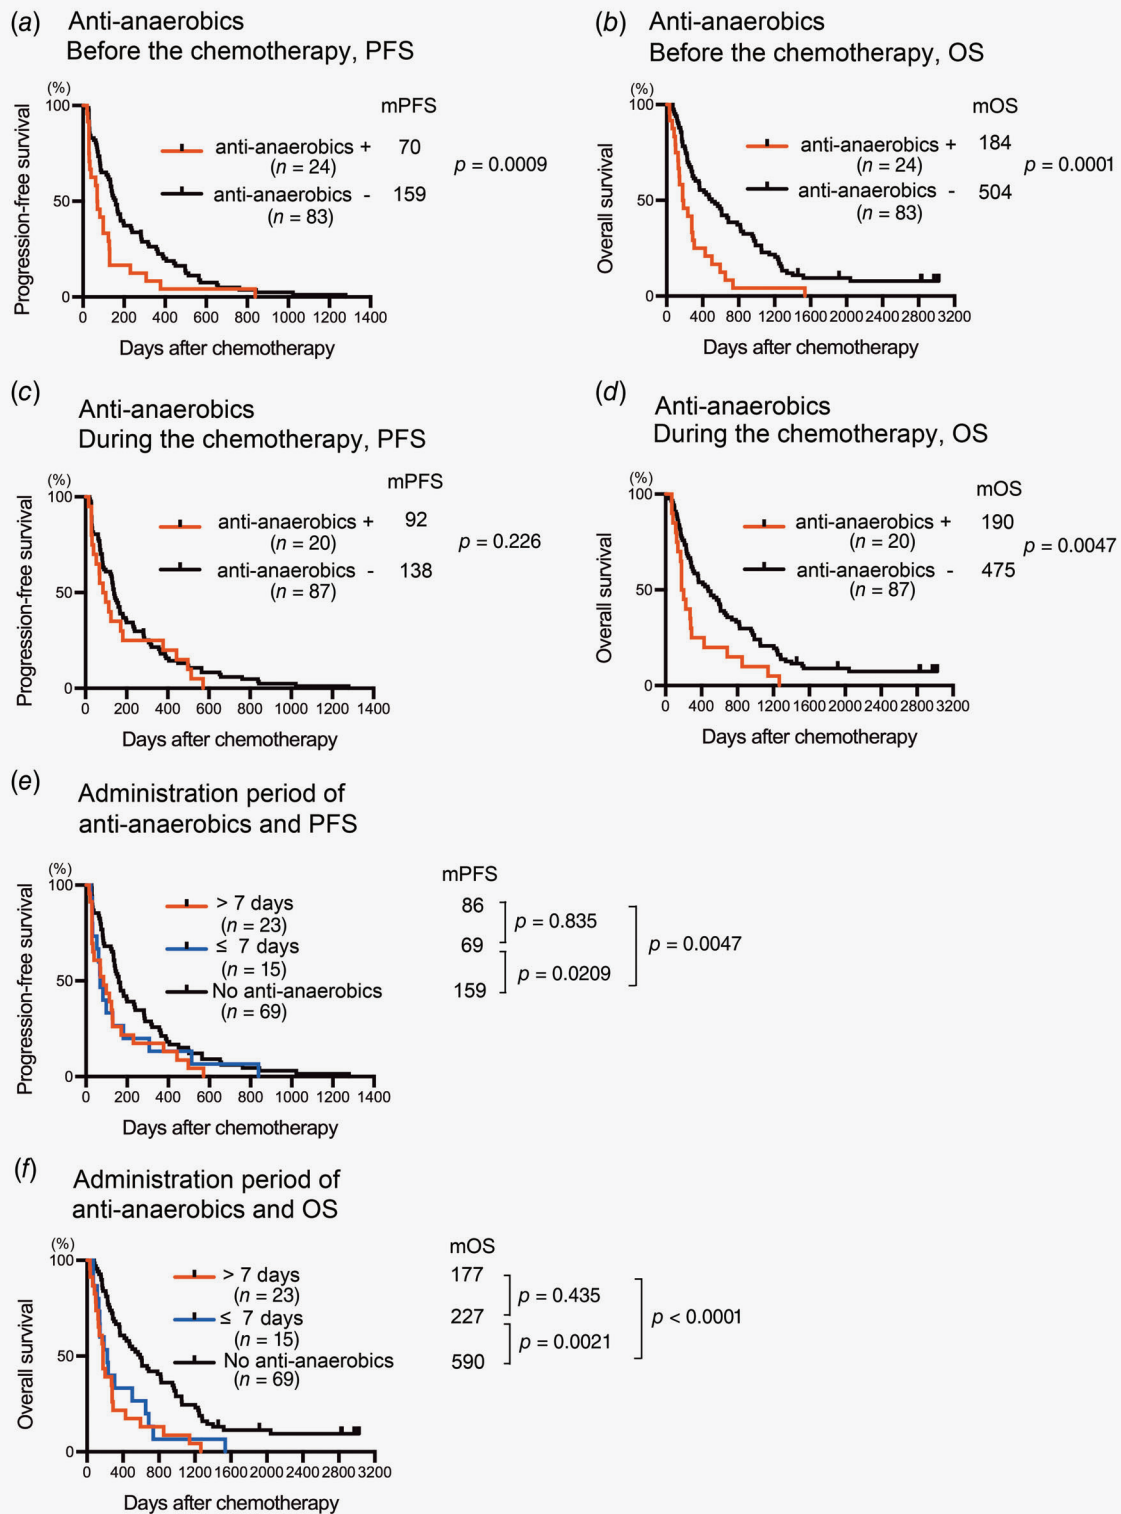 (a) Anti-anaerobics
Before the chemotherapy, PFS
(%)
mPFS
100
50
0
Progression-free survival
anti-anaerobics + 70
(n = 24)
anti-anaerobics - 159
(n = 83)
p = 0.0009
0 200 400 600 800 1000 1200 1400
Days after chemotherapy
(b) Anti-anaerobics
Before the chemotherapy, OS
(%)
mOS
100
50
0
Overall survival
anti-anaerobics + 184
(n = 24)
anti-anaerobics - 504
(n = 83)
p = 0.0001
0 400 800 1200 1600 2000 2400 2800 3200
Days after chemotherapy
(c) Anti-anaerobics
During the chemotherapy, PFS
(%)
mPFS
100
50
0
Progression-free survival
anti-anaerobics + 92
(n = 20)
anti-anaerobics - 138
(n = 87)
p = 0.226
0 200 400 600 800 1000 1200 1400
Days after chemotherapy
(d) Anti-anaerobics
During the chemotherapy, OS
(%)
mOS
100
50
0
Overall survival
anti-anaerobics + 190
(n = 20)
anti-anaerobics - 475
(n = 87)
p = 0.0047
0 400 800 1200 1600 2000 2400 2800 3200
Days after chemotherapy
(e) Administration period of
anti-anaerobics and PFS
(%)
mPFS
100
50
0
Progression-free survival
> 7 days 86
(n = 23)
≤ 7 days 69
(n = 15)
No anti-anaerobics 159
(n = 69)
p = 0.835
p = 0.0209
p = 0.0047
0 200 400 600 800 1000 1200 1400
Days after chemotherapy
(f) Administration period of
anti-anaerobics and OS
(%)
mOS
100
50
0
Overall survival
> 7 days 177
(n = 23)
≤ 7 days 227
(n = 15)
No anti-anaerobics 590
(n = 69)
p = 0.435
p = 0.0021
p < 0.0001
0 400 800 1200 1600 2000 2400 2800 3200
Days after chemotherapy